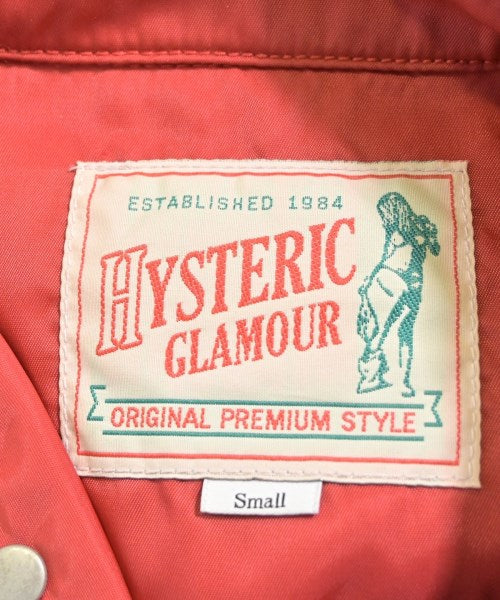 ESTABLISHED 1984
HYSTERIC
GLAMOUR
ORIGINAL PREMIUM STYLE
Small